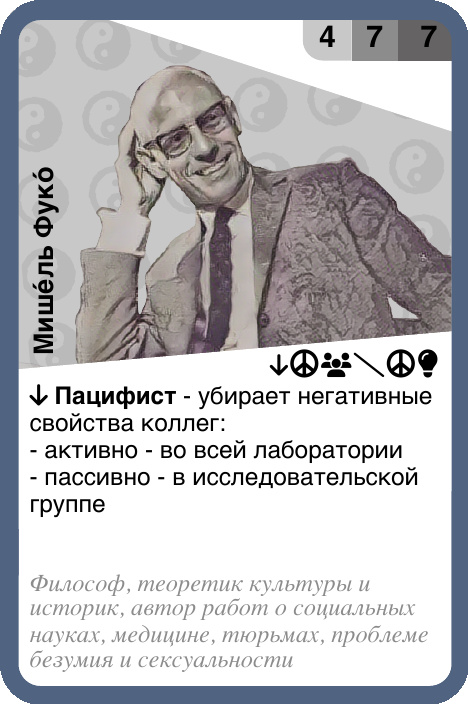 4 7 7
Мише́ль Фуко́
Пацифист - убирает негативные
свойства коллег:
- активно - во всей лаборатории
- пассивно - в исследовательской
группе
Философ, теоретик культуры и
историк, автор работ о социальных
науках, медицине, тюрьмах, проблеме
безумия и сексуальности